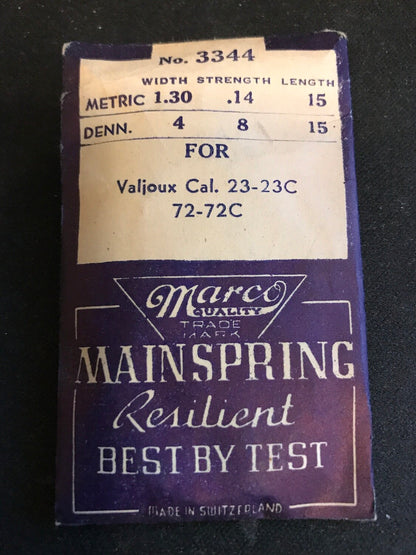 No. 3344
WIDTH STRENGTH LENGTH
METRIC 1.30 .14 15
DENN. 4 8 15
FOR
Valjoux Cal. 23-23C
72-72C
Marco
QUALITY
TRADE
MARK
MAINSPRING
Resilient
BEST BY TEST
MADE IN SWITZERLAND